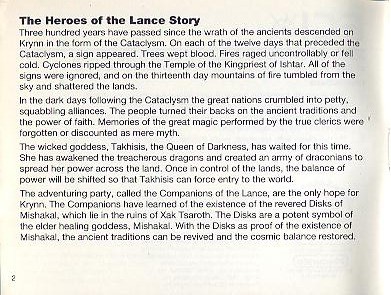 The Heroes of the Lance Story
Three hundred years have passed since the wrath of the ancients descended on
Krynn in the form of the Cataclysm. On each of the twelve days that preceded the
Cataclysm, a sign appeared. Trees wept blood. Fires raged uncontrollably or fell
cold. Cyclones ripped through the Temple of the Kingpriest of Ishtar. All of the
signs were ignored, and on the thirteenth day mountains of fire tumbled from the
sky and shattered the lands.
In the dark days following the Cataclysm the great nations crumbled into petty,
squabbling alliances. The people turned their backs on the ancient traditions and
the power of faith. Memories of the great magic performed by the true clerics were
forgotten or discounted as mere myth.
The wicked goddess, Takhisis, the Queen of Darkness, has waited for this time.
She has awakened the treacherous dragons and created an army of draconians to
spread her power across the land. Once in control of the lands, the balance of
power will be shifted so that Takhisis can force entry to the world.
The adventuring party, called the Companions of the Lance, are the only hope for
Krynn. The Companions have learned of the existence of the revered Disks of
Mishakal, which lie in the ruins of Xak Tsaroth. The Disks are a potent symbol of
the elder healing goddess, Mishakal. With the Disks as proof of the existence of
Mishakal, the ancient traditions can be revived and the cosmic balance restored.
2